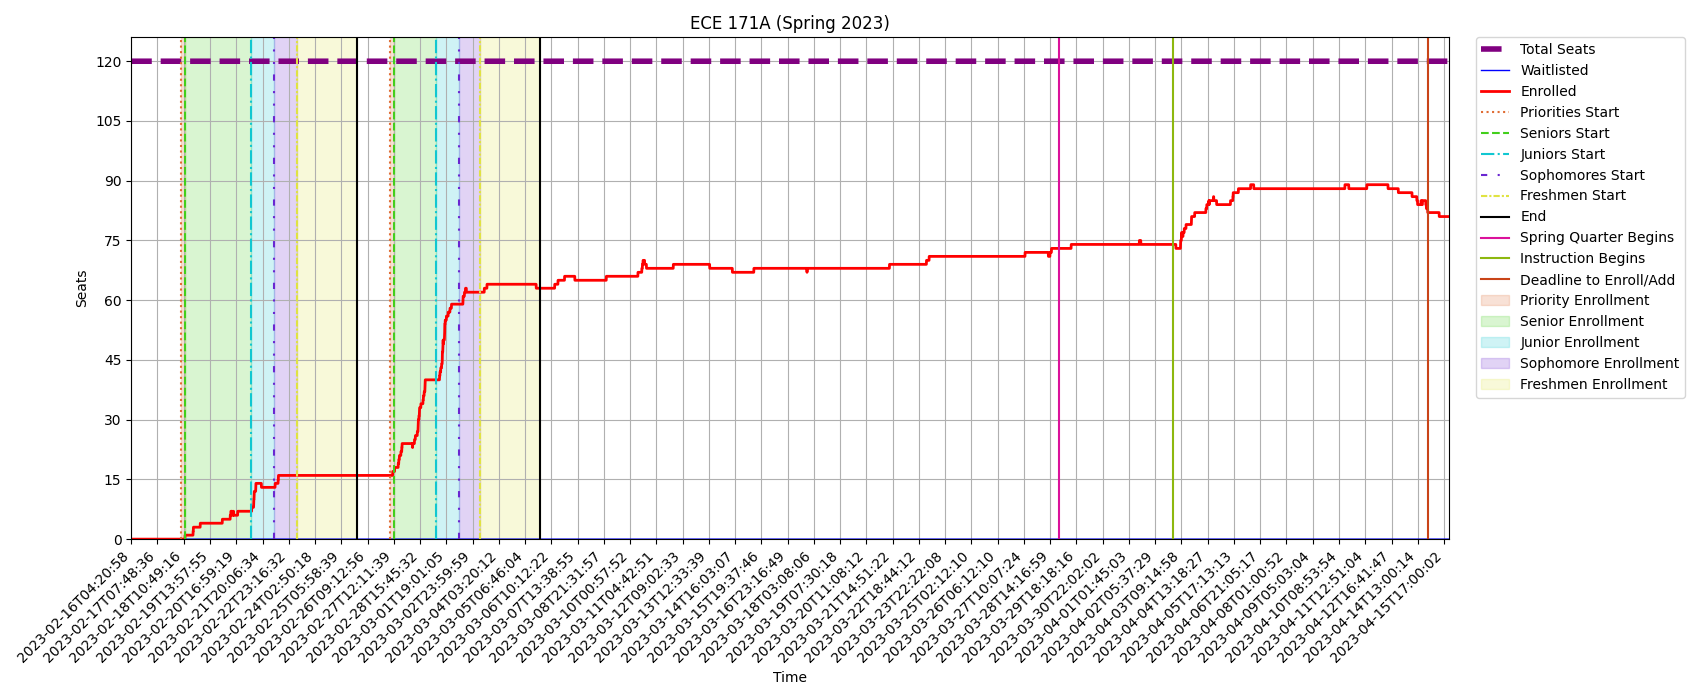 ECE 171A (Spring 2023)
Seats
120
105
90
75
60
45
30
15
0
2023-02-16T04:20:58
2023-02-17T07:48:36
2023-02-18T10:49:16
2023-02-19T13:57:55
2023-02-20T16:59:19
2023-02-21T20:06:34
2023-02-22T23:16:32
2023-02-24T02:50:18
2023-02-25T05:58:39
2023-02-26T09:12:56
2023-02-27T12:11:39
2023-02-28T15:45:32
2023-03-01T19:01:05
2023-03-02T23:59:59
2023-03-04T03:20:12
2023-03-05T06:46:04
2023-03-06T10:12:22
2023-03-07T13:38:55
2023-03-08T21:31:57
2023-03-10T00:57:52
2023-03-11T04:42:51
2023-03-12T09:02:33
2023-03-13T12:33:39
2023-03-14T16:03:07
2023-03-15T19:37:46
2023-03-16T23:16:49
2023-03-18T03:08:06
2023-03-19T07:30:18
2023-03-20T11:08:12
2023-03-21T14:51:22
2023-03-22T18:44:12
2023-03-23T22:22:08
2023-03-25T02:12:10
2023-03-26T06:12:10
2023-03-27T10:07:24
2023-03-28T14:16:59
2023-03-29T18:18:16
2023-03-30T22:02:02
2023-04-01T01:45:03
2023-04-02T05:37:29
2023-04-03T09:14:58
2023-04-04T13:18:27
2023-04-05T17:13:13
2023-04-06T21:05:17
2023-04-08T01:00:52
2023-04-09T05:03:04
2023-04-10T08:53:54
2023-04-11T12:51:04
2023-04-12T16:41:47
2023-04-14T13:00:14
2023-04-15T17:00:02
Time
Total Seats
Waitlisted
Enrolled
Priorities Start
Seniors Start
Juniors Start
Sophomores Start
Freshmen Start
End
Spring Quarter Begins
Instruction Begins
Deadline to Enroll/Add
Priority Enrollment
Senior Enrollment
Junior Enrollment
Sophomore Enrollment
Freshmen Enrollment